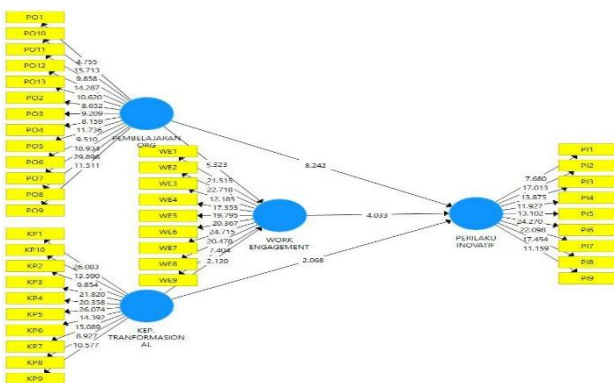 PO1
PO10
PO11
PO12
PO13
PO2
PO3
PO4
PO5
PO6
PO7
PO8
PO9
4.755
15.713
9.858
14.287
10.620
8.652
9.209
8.159
11.736
9.510
18.934
29.898
11.511
PEMBELAJARAN
ORG
5.323
8.242
WE1
WE2
WE3
WE4
WE5
WE6
WE7
WE8
WE9
21.515
22.718
12.185
17.353
19.795
20.367
24.715
20.478
7.404
2.120
WORK
ENGAGEMENT
4.033
2.068
KP1
KP10
KP2
KP3
KP4
KP5
KP6
KP7
KP8
KP9
26.083
13.590
9.854
21.820
20.358
26.074
14.392
15.089
6.927
10.577
KEP.
TRANFORMASION
AL
PERILAKU
INOVATIF
7.680
17.013
13.875
11.927
13.102
24.270
22.098
17.454
11.159
PI1
PI2
PI3
PI4
PI5
PI6
PI7
PI8
PI9